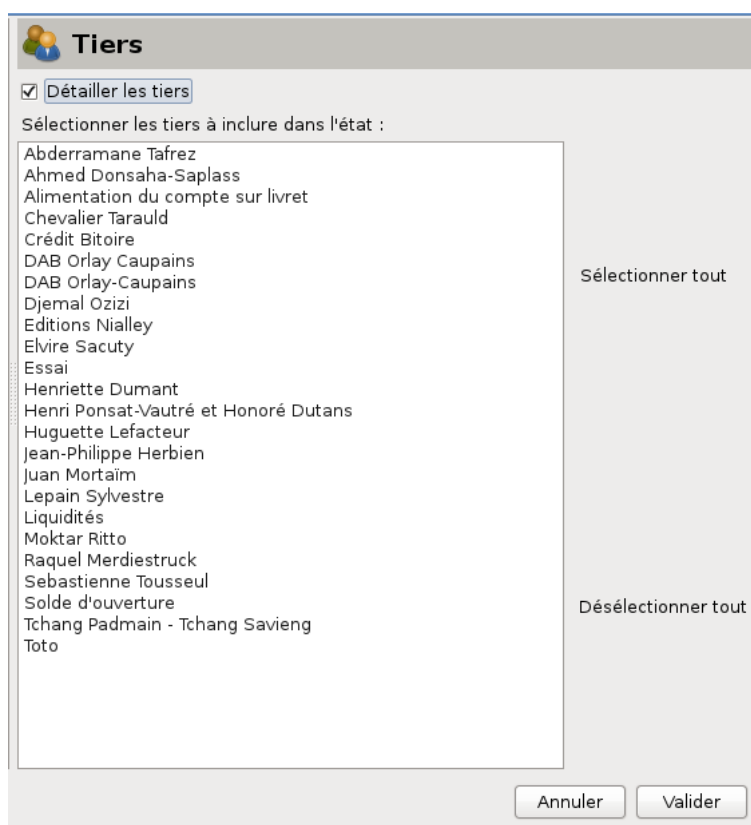 Tiers
Détailler les tiers
Sélectionner les tiers à inclure dans l'état :
Abderramane Tafrez
Ahmed Donsaha-Saplass
Alimentation du compte sur livret
Chevalier Tarauld
Crédit Bitoire
DAB Orlay Caupains
DAB Orlay-Caupains
Djemal Ozizi
Editions Nialley
Elvire Sacuty
Essai
Henriette Dumant
Henri Ponsat-Vautré et Honoré Dutans
Huguette Lefacteur
Jean-Philippe Herbien
Juan Mortaïm
Lepain Sylvestre
Liquidités
Moktar Ritto
Raquel Merdiestruck
Sebastienne Tousseul
Solde d'ouverture
Tchang Padmain - Tchang Savieng
Toto
Sélectionner tout
Désélectionner tout
Annuler
Valider